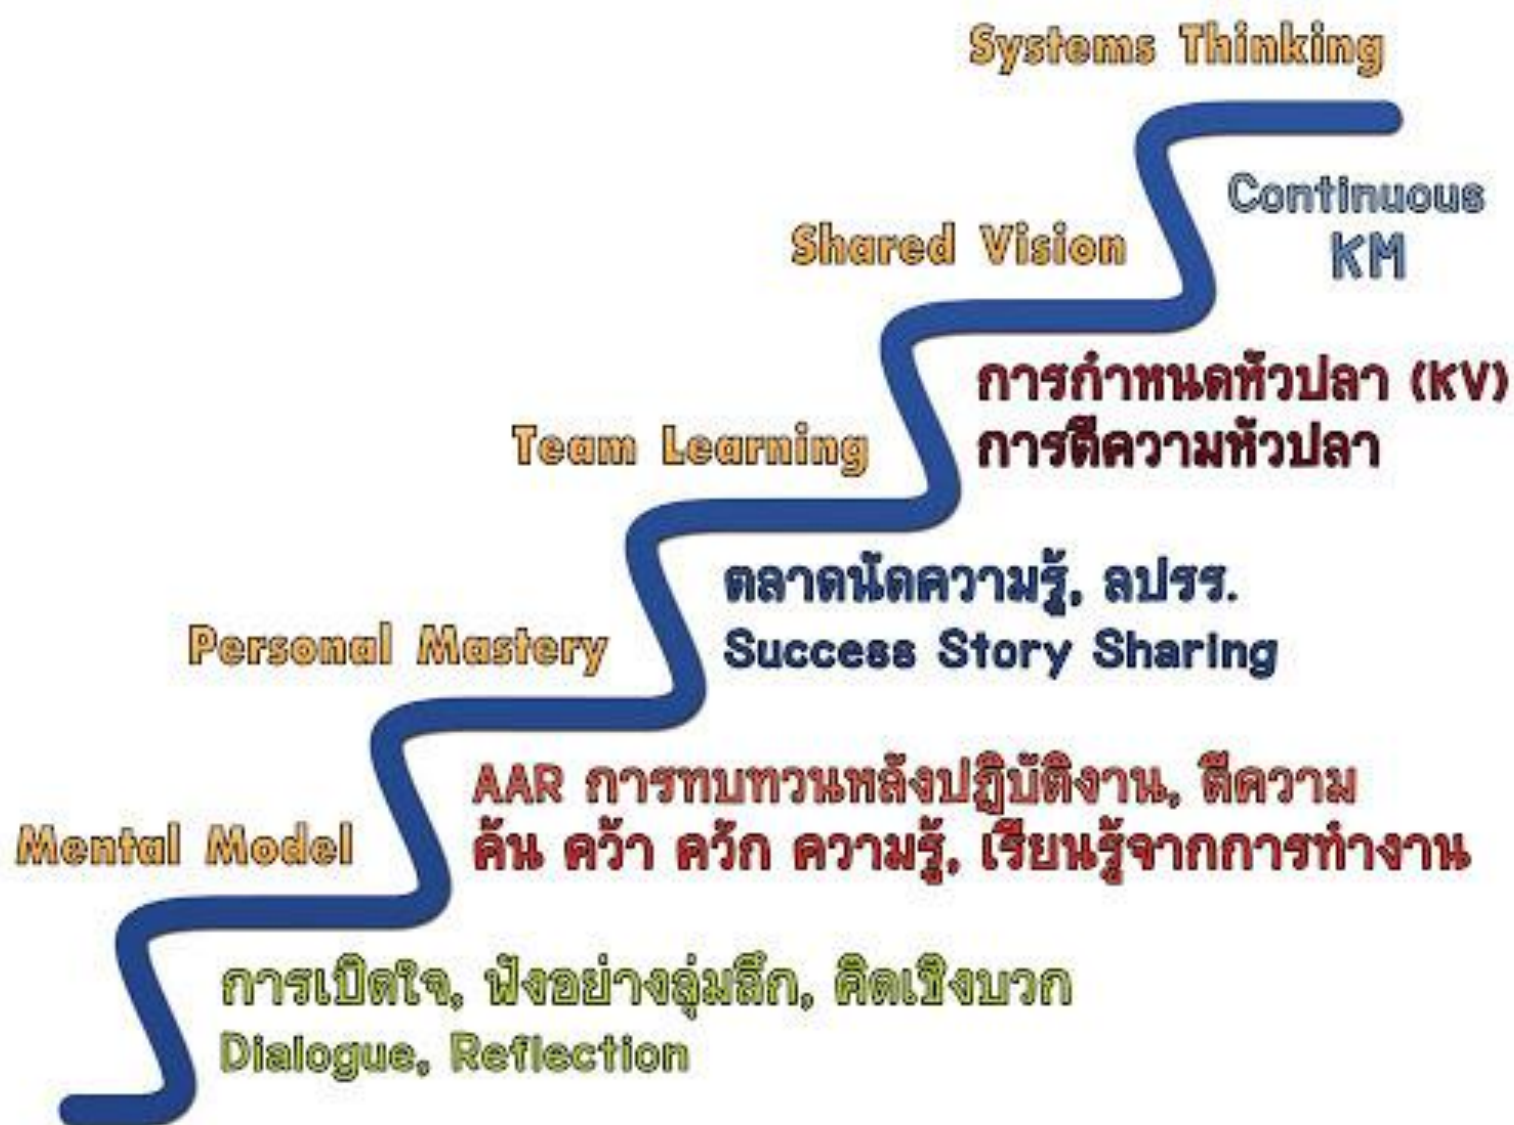 Systems Thinking
Continuous
KM
Shared Vision
การกำหนดหัวปลา (KV)
การตีความหัวปลา
Team Learning
ตลาดนัดความรู้, ลปรร.
Success Story Sharing
Personal Mastery
AAR การทบทวนหลังปฏิบัติงาน, ตีความ
ค้น คว้า ควัก ความรู้, เรียนรู้จากการทำงาน
Mental Model
การเปิดใจ, ฟังอย่างลุ่มลึก, คิดเชิงบวก
Dialogue, Reflection